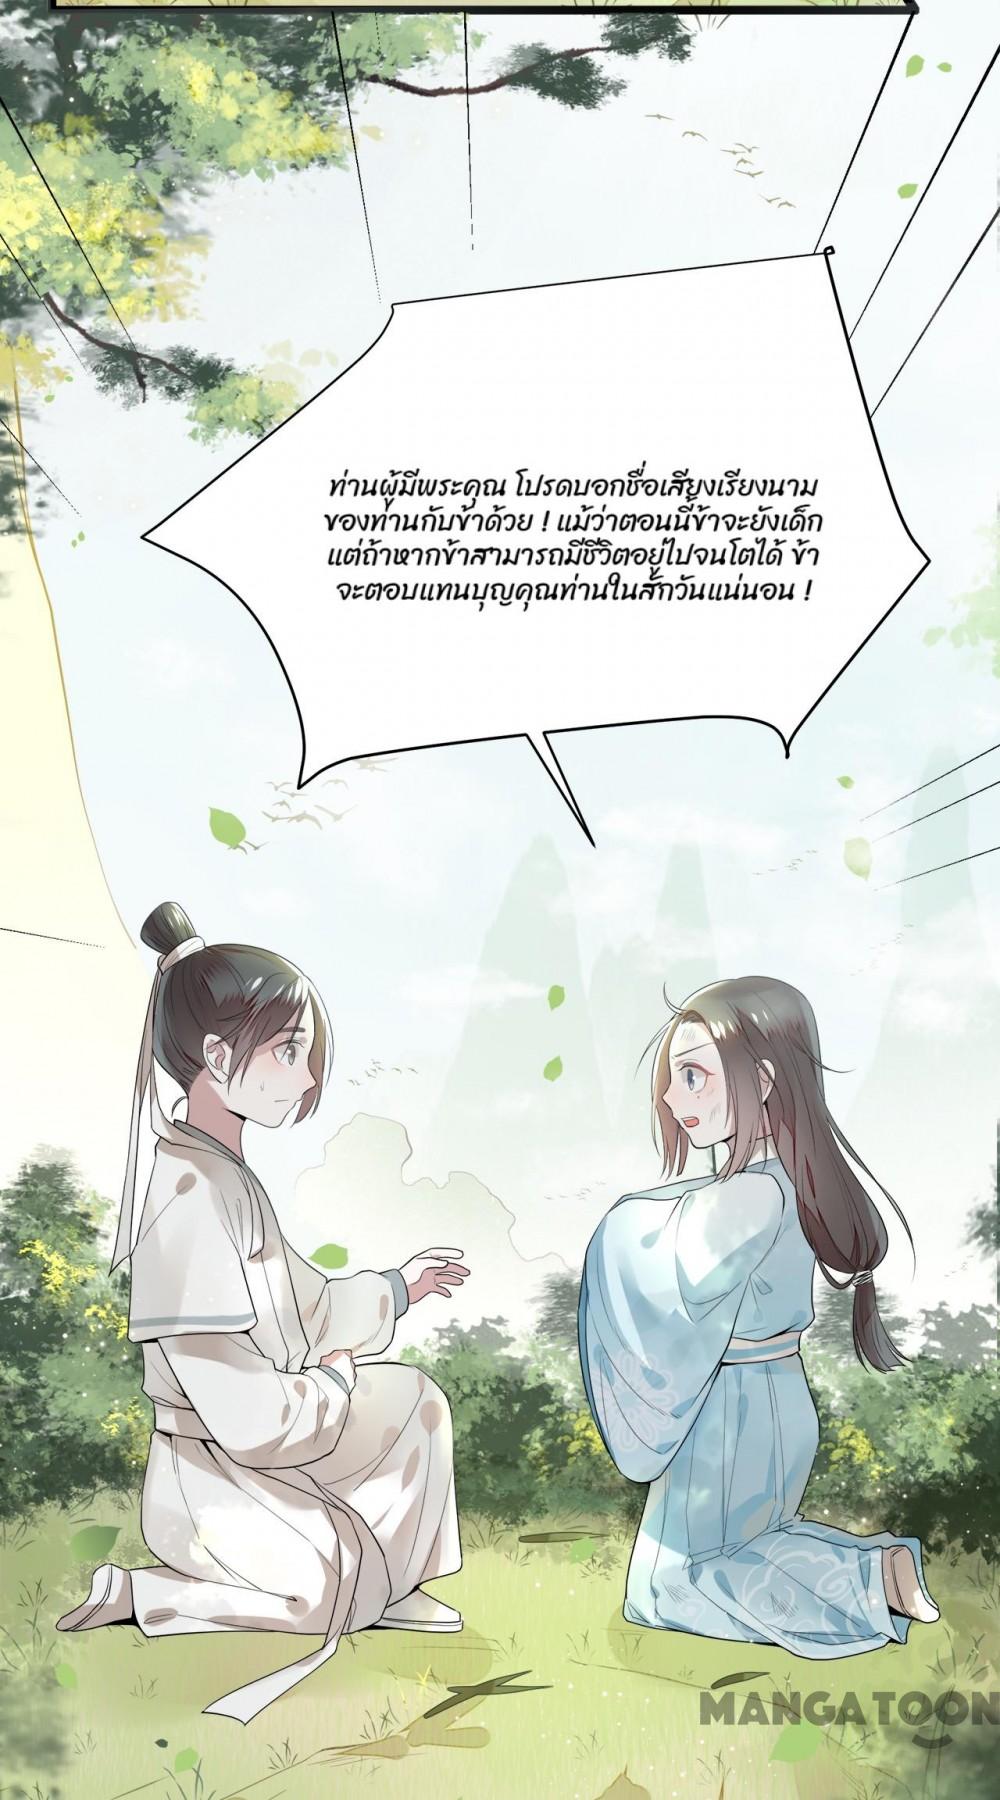 ท่านผู้มีพระคุณ โปรดบอกชื่อเสียงเรียงนาม
ของท่านกับข้าด้วย ! แม้ว่าตอนนี้ข้าจะยังเด็ก
แต่ถ้าหากข้าสามารถมีชีวิตอยู่ไปจนโตได้ ข้า
จะตอบแทนบุญคุณท่านในสักวันแน่นอน !
MANGATOON